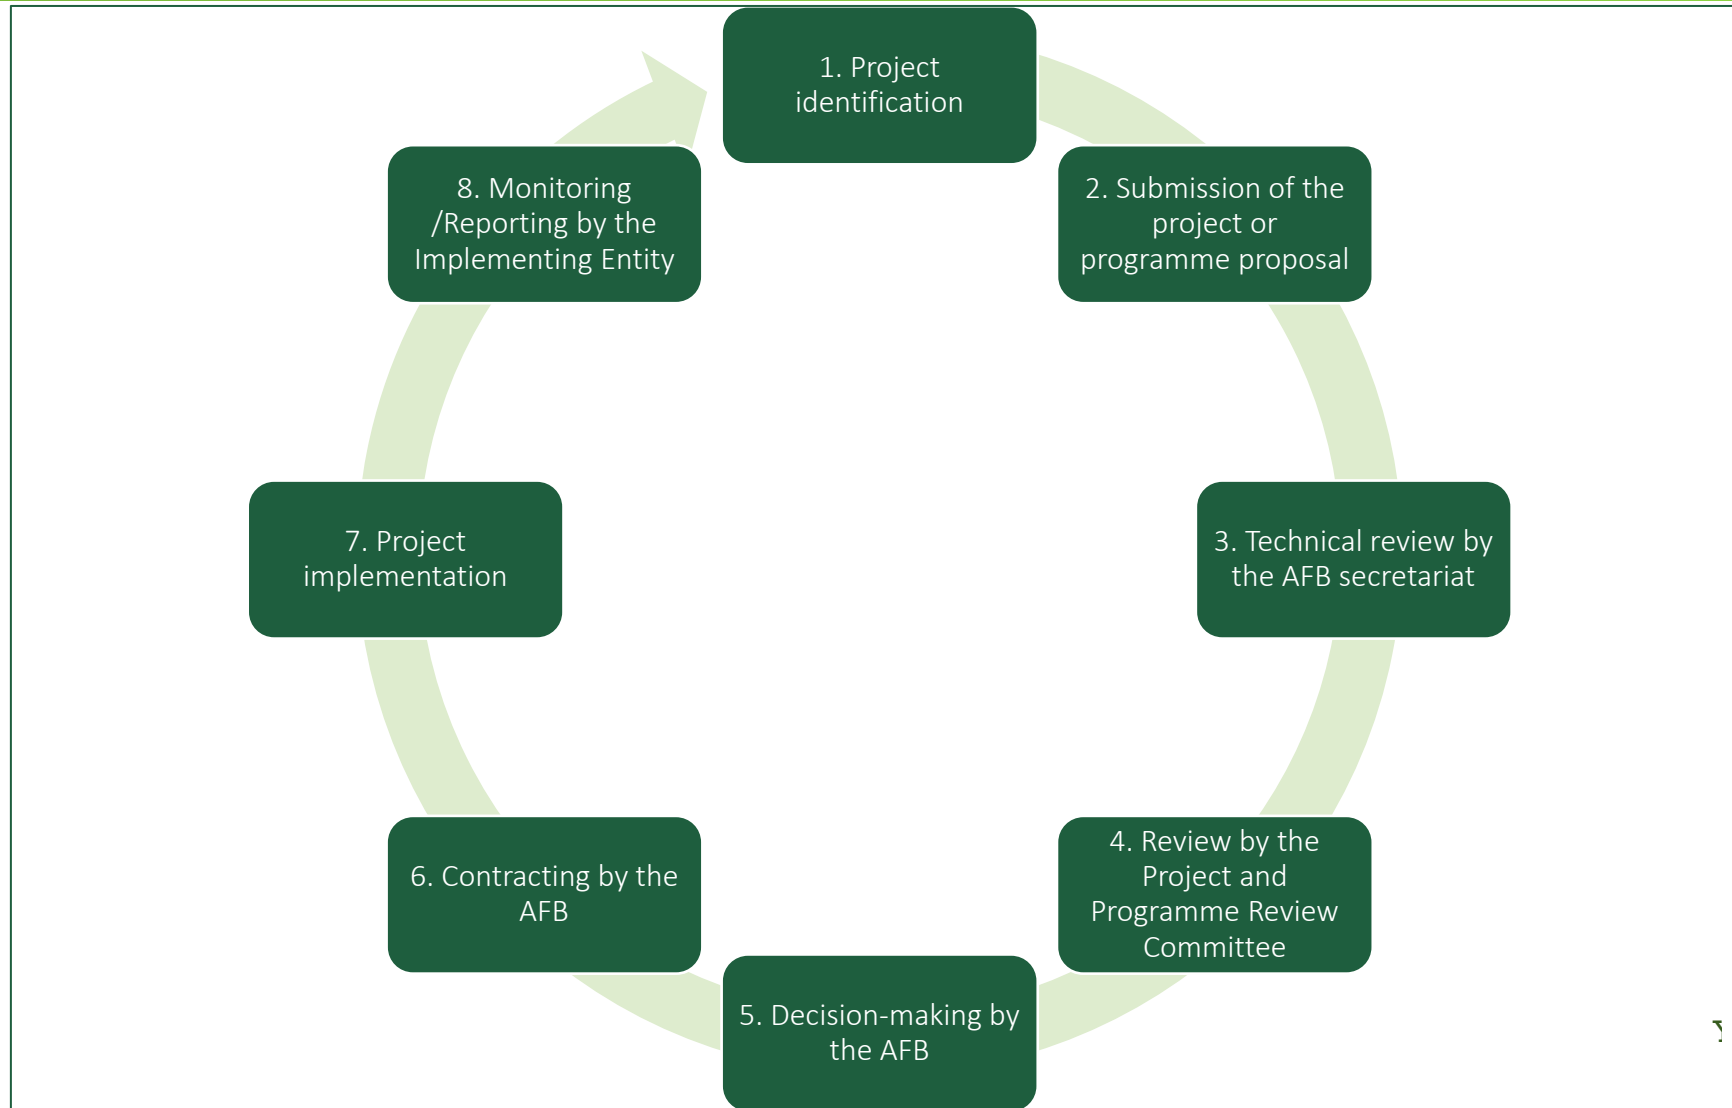 1. Project
identification
2. Submission of the
project or
programme proposal
3. Technical review by
the AFB secretariat
4. Review by the
Project and
Programme Review
Committee
5. Decision-making by
the AFB
6. Contracting by the
AFB
7. Project
implementation
8. Monitoring
/Reporting by the
Implementing Entity